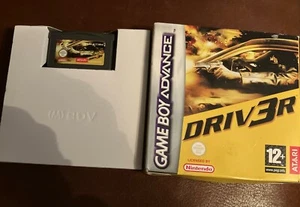 GAME BOY ADVANCE
DRIV3R
LICENSED BY
Nintendo
12+
ATARI